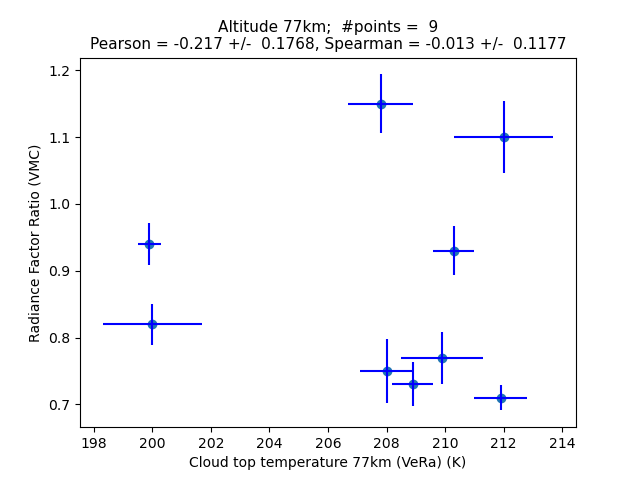 Altitude 77km;  #points =  9
Pearson = -0.217 +/-  0.1768, Spearman = -0.013 +/-  0.1177
1.2
1.1
1.0
0.9
0.8
0.7
Radiance Factor Ratio (VMC)
198 200 202 204 206 208 210 212 214
Cloud top temperature 77km (VeRa) (K)